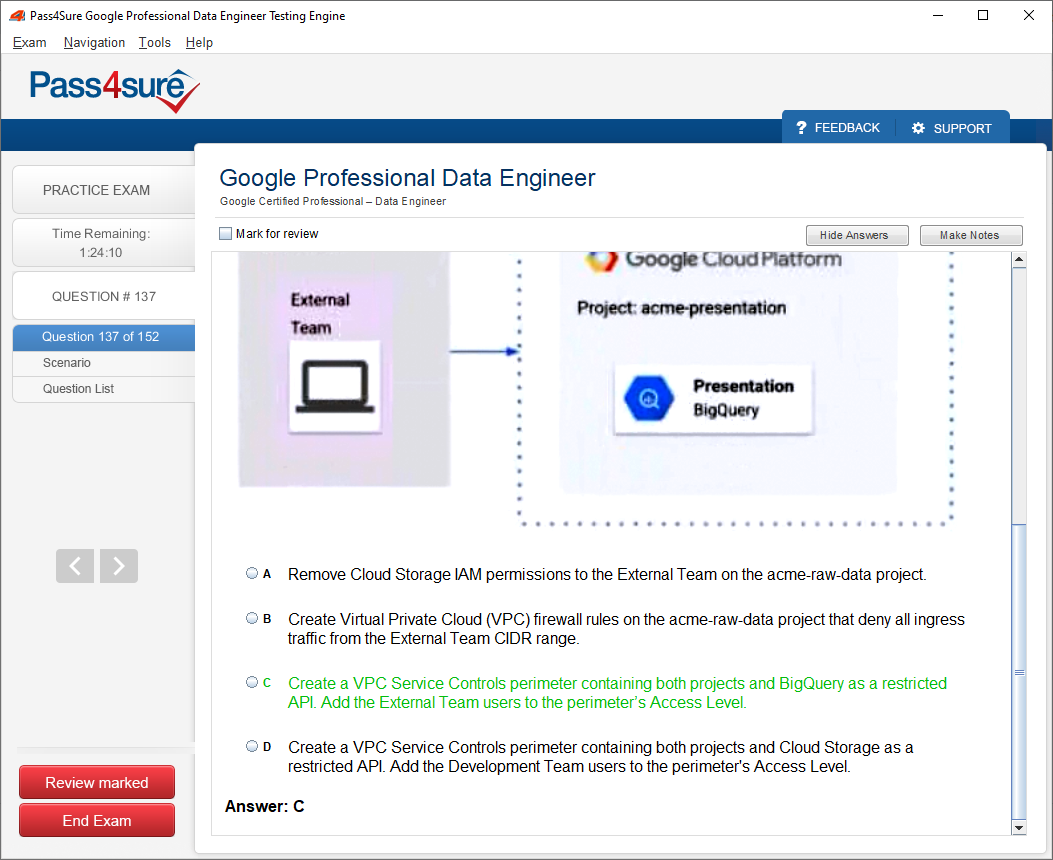 Pass4Sure Google Professional Data Engineer Testing Engine
Exam Navigation Tools Help
Pass4sure
? FEEDBACK SUPPORT
PRACTICE EXAM
Time Remaining:
1:24:10
QUESTION # 137
Question 137 of 152
Scenario
Question List
Review marked
End Exam
Google Professional Data Engineer
Google Certified Professional – Data Engineer
Mark for review
Hide Answers Make Notes
Google Cloud Platform
External
Team
Project: acme-presentation
Presentation
BigQuery
A Remove Cloud Storage IAM permissions to the External Team on the acme-raw-data project.
B Create Virtual Private Cloud (VPC) firewall rules on the acme-raw-data project that deny all ingress
traffic from the External Team CIDR range.
C Create a VPC Service Controls perimeter containing both projects and BigQuery as a restricted
API. Add the External Team users to the perimeter’s Access Level.
D Create a VPC Service Controls perimeter containing both projects and Cloud Storage as a
restricted API. Add the Development Team users to the perimeter's Access Level.
Answer: C